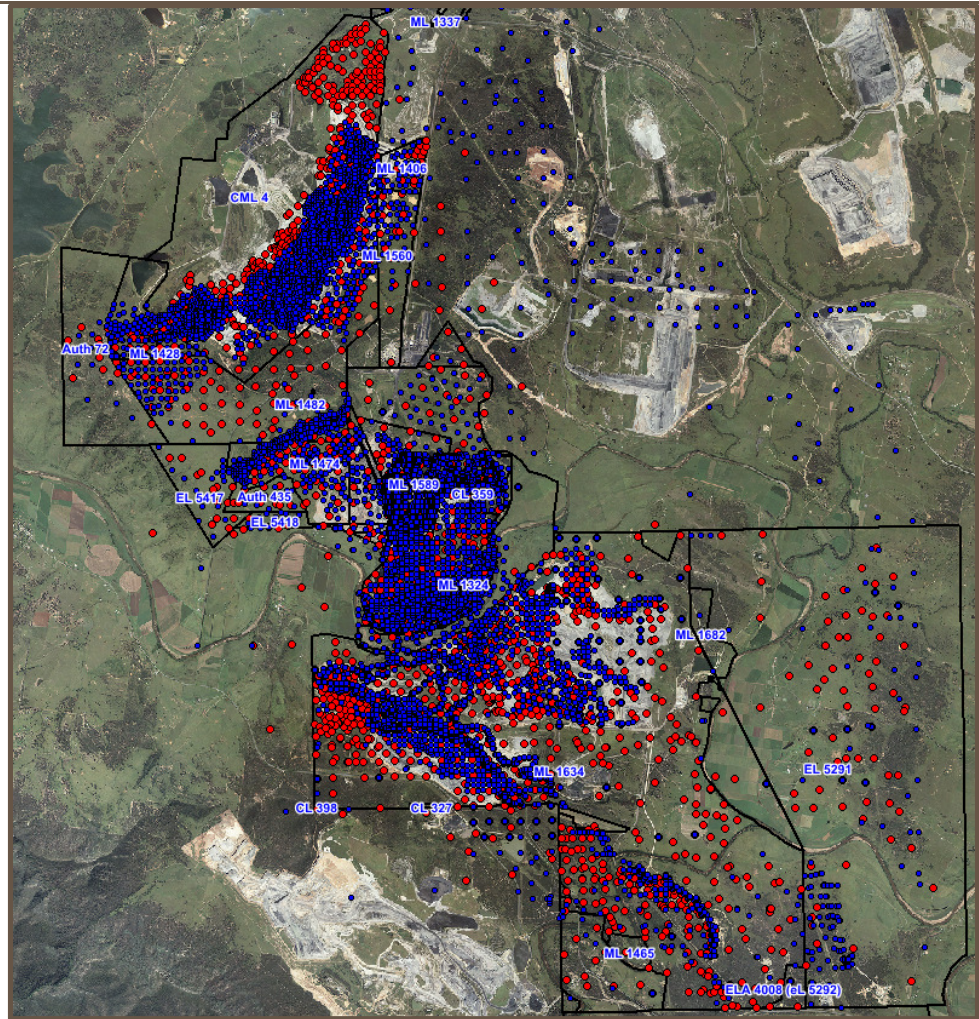 ML 1337
ML 1406
CML 4
ML 1560
Auth 72
ML 1428
ML 1482
ML 1474
ML 1589
CL 359
EL 5417
Auth 435
EL 5418
ML 1324
ML 1682
EL 5291
ML 1634
CL 398
CL 327
ML 1465
ELA 4008 (eL 5292)